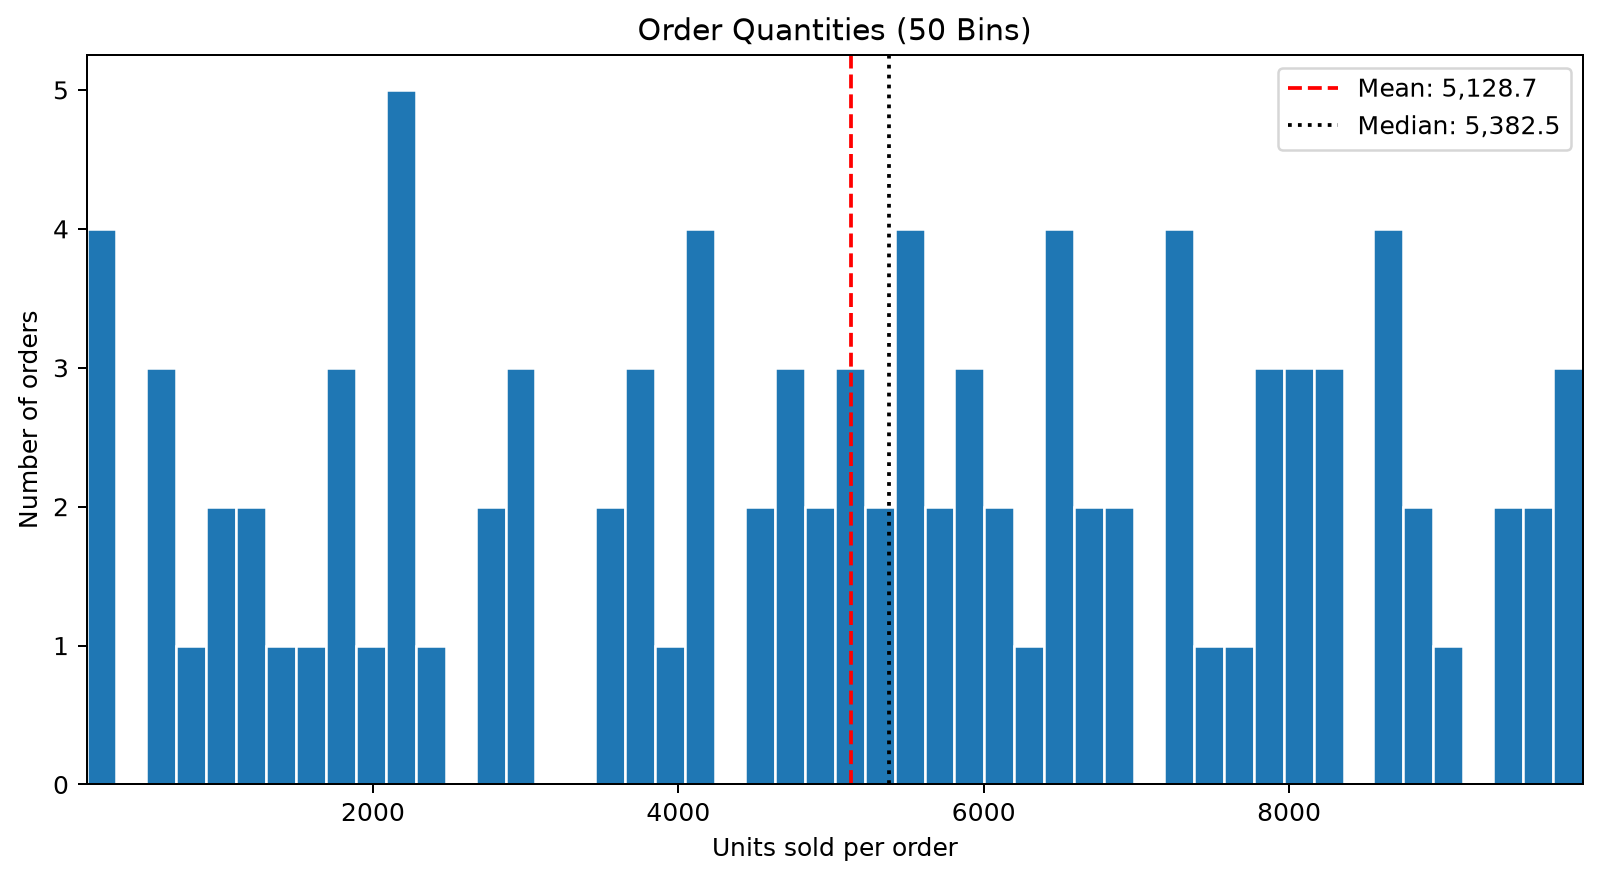 Order Quantities (50 Bins)
Mean: 5,128.7
Median: 5,382.5
Number of orders
5
4
3
2
1
0
2000
4000
6000
8000
Units sold per order